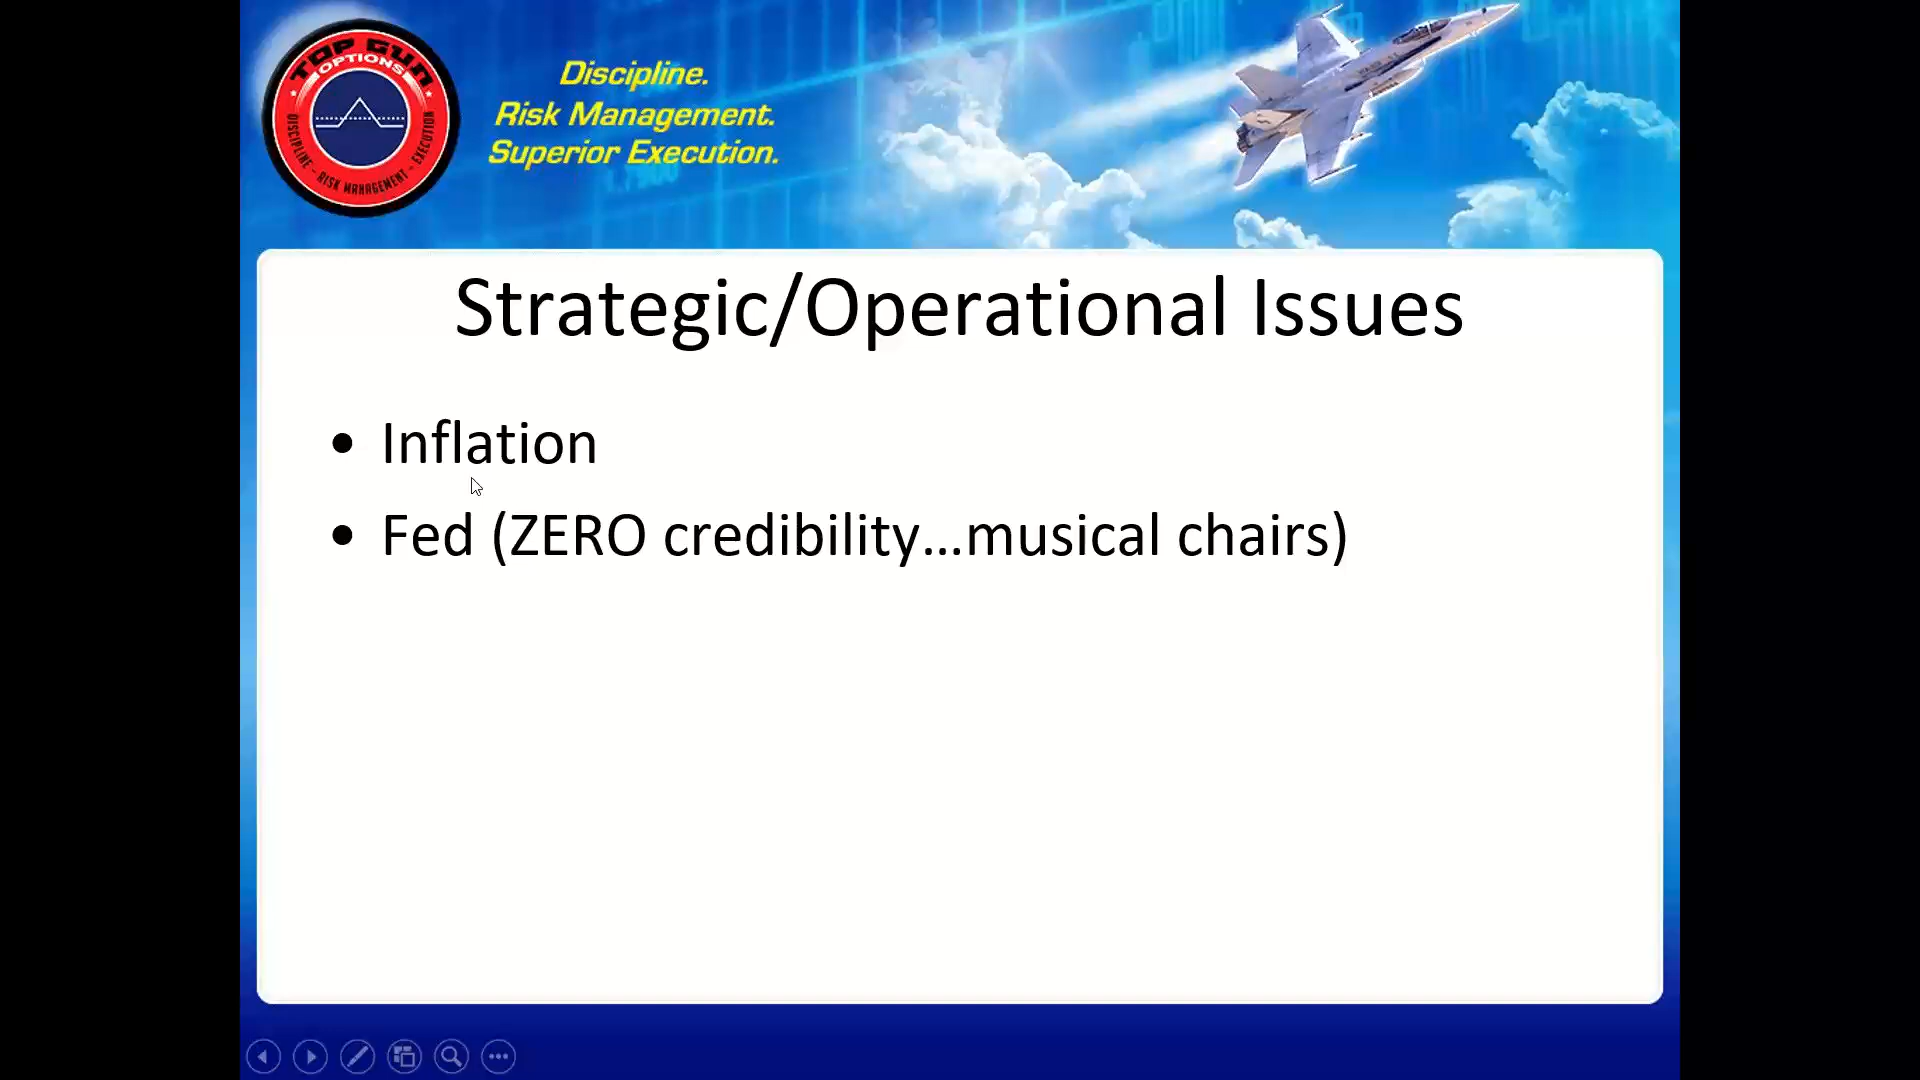 TOP GUN
OPTIONS
DISCIPLINE - RISK MANAGEMENT - EXECUTION
Discipline.
Risk Management.
Superior Execution.
Strategic/Operational Issues
• Inflation
• Fed (ZERO credibility...musical chairs)